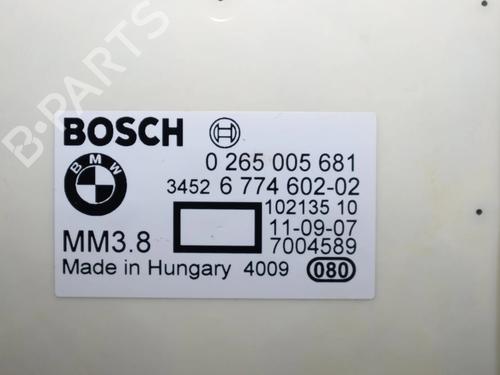 B-PARTS
BOSCH
BMW
0 265 005 681
3452 6 774 602-02
102135 10
11-09-07
MM3.8
7004589
Made in Hungary 4009 080